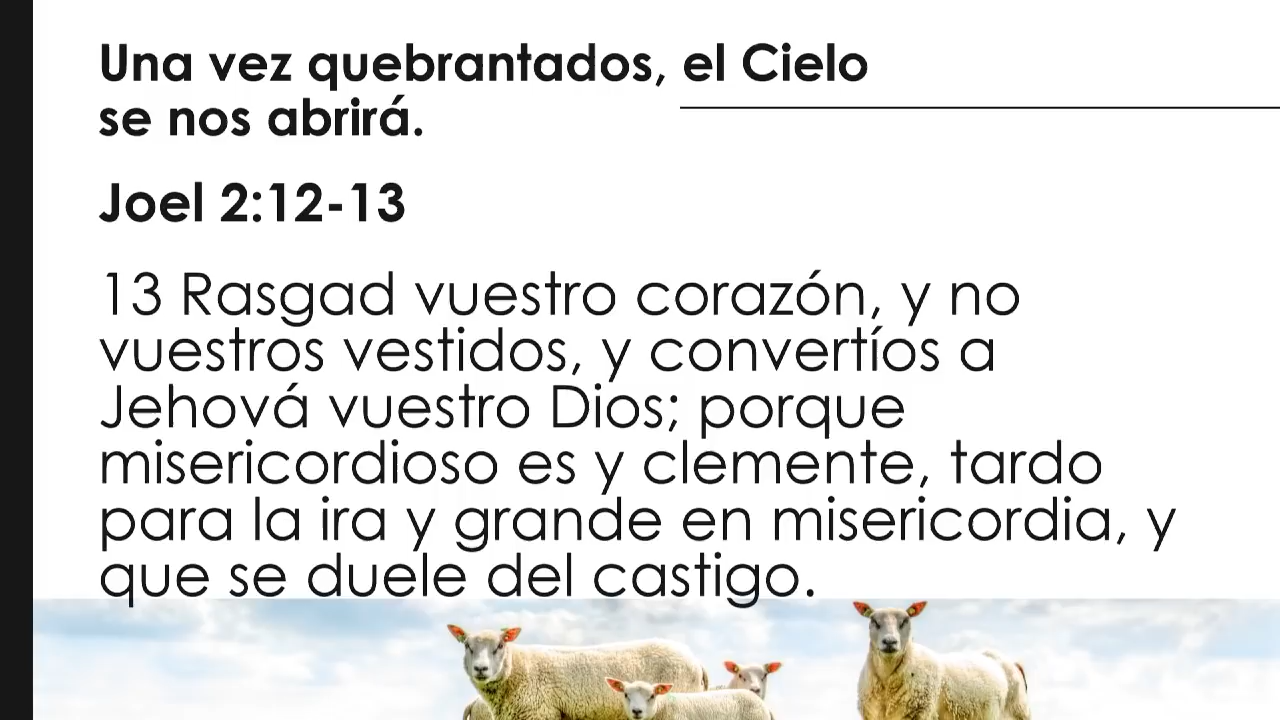 Una vez quebrantados, el Cielo
se nos abrirá.
Joel 2:12-13
13 Rasgad vuestro corazón, y no
vuestros vestidos, y convertíos a
Jehová vuestro Dios; porque
misericordioso es y clemente, tardo
para la ira y grande en misericordia, y
que se duele del castigo.